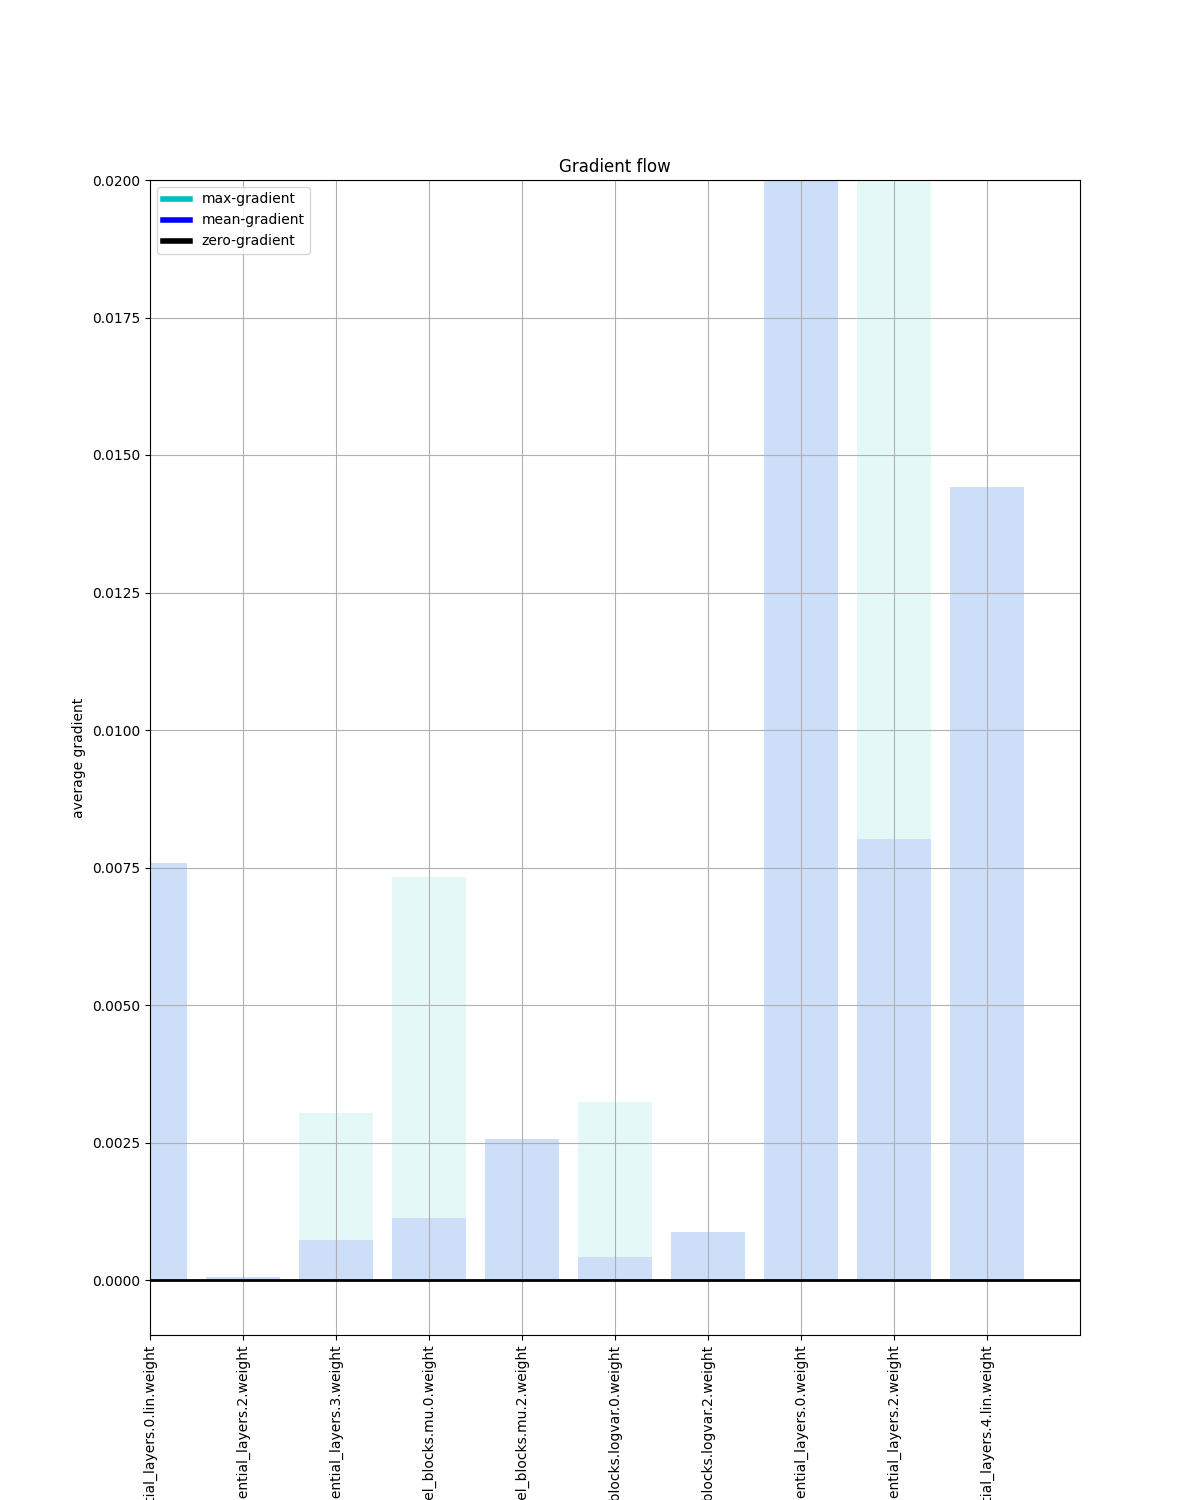 Gradient flow
max-gradient
mean-gradient
zero-gradient
average gradient
0.0200
0.0175
0.0150
0.0125
0.0100
0.0075
0.0050
0.0025
0.0000
tial_layers.0.lin.weight
ential_layers.2.weight
ential_layers.3.weight
el_blocks.mu.0.weight
el_blocks.mu.2.weight
blocks.logvar.0.weight
blocks.logvar.2.weight
ential_layers.0.weight
ential_layers.2.weight
tial_layers.4.lin.weight